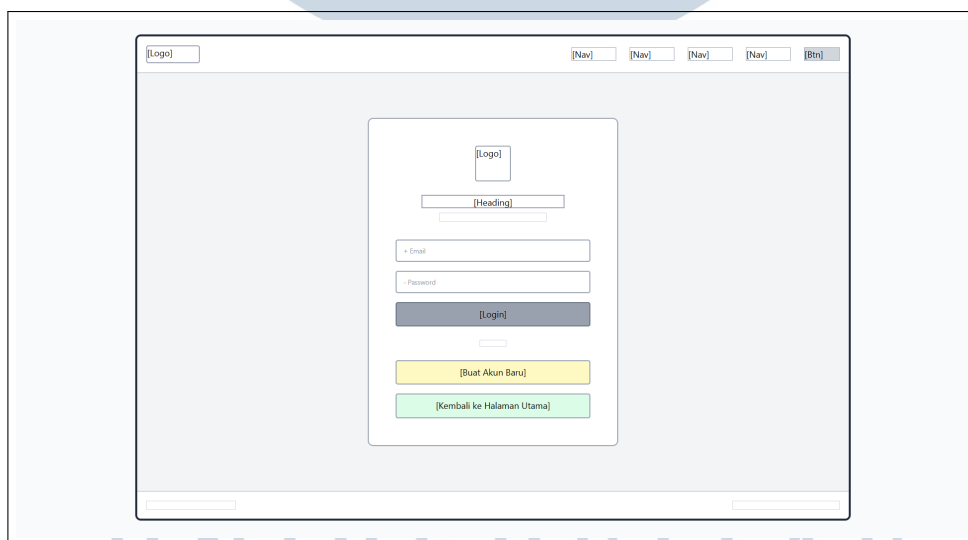 [Logo] [Nav] [Nav] [Nav] [Nav] [Btn]
[Logo]
[Heading]
+ Email
- Password
[Login]
[Buat Akun Baru]
[Kembali ke Halaman Utama]